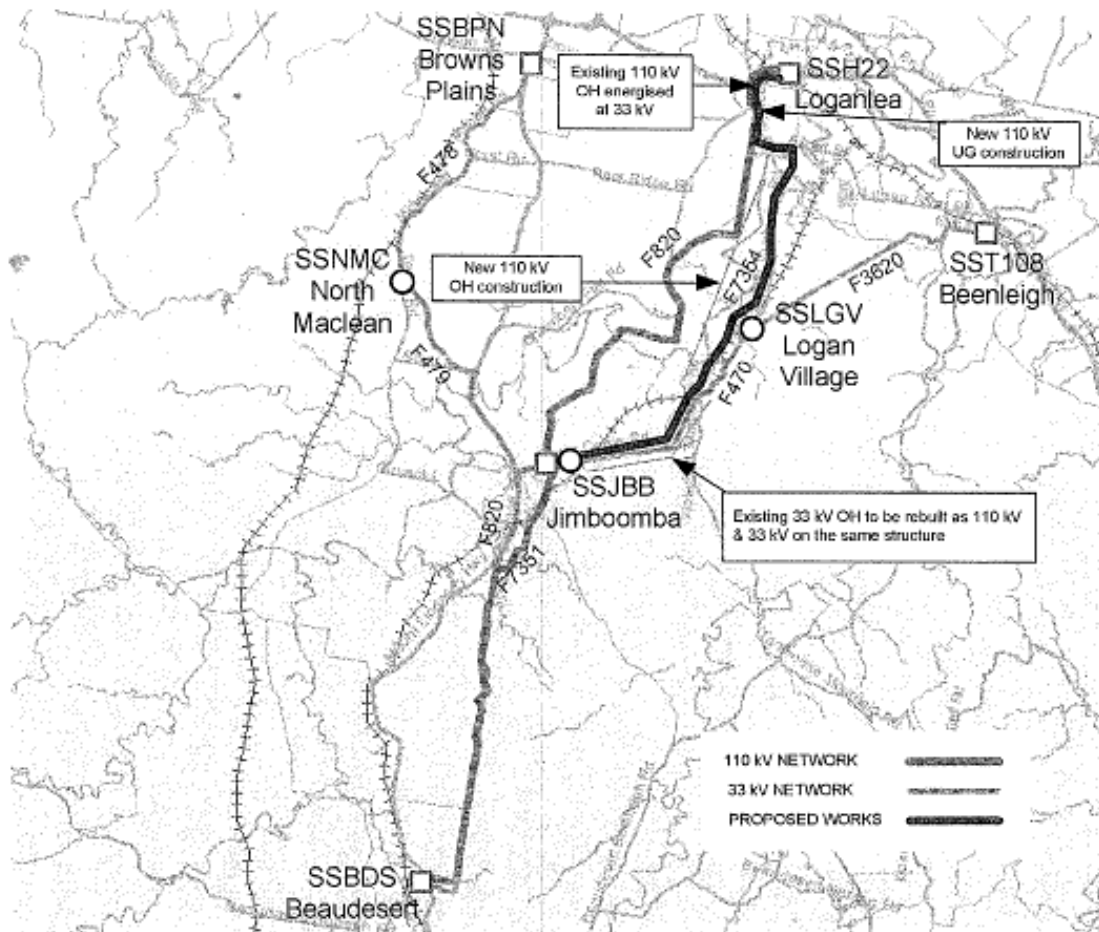 SSBPN
Browns
Plains
Existing 110 kV
OH energised
at 33 kV
SSH22
Loganlea
New 110 kV
UG construction
F478
SSNMC
North
Maclean
New 110 kV
OH construction
F820
F7354
F3620
SST108
Beenleigh
SSLGV
Logan
Village
F479
F470
SSJBB
Jimboomba
F820
F7351
Existing 33 kV OH to be rebuilt as 110 kV
& 33 kV on the same structure
110 kV NETWORK
33 kV NETWORK
PROPOSED WORKS
SSBDS
Beaudesert